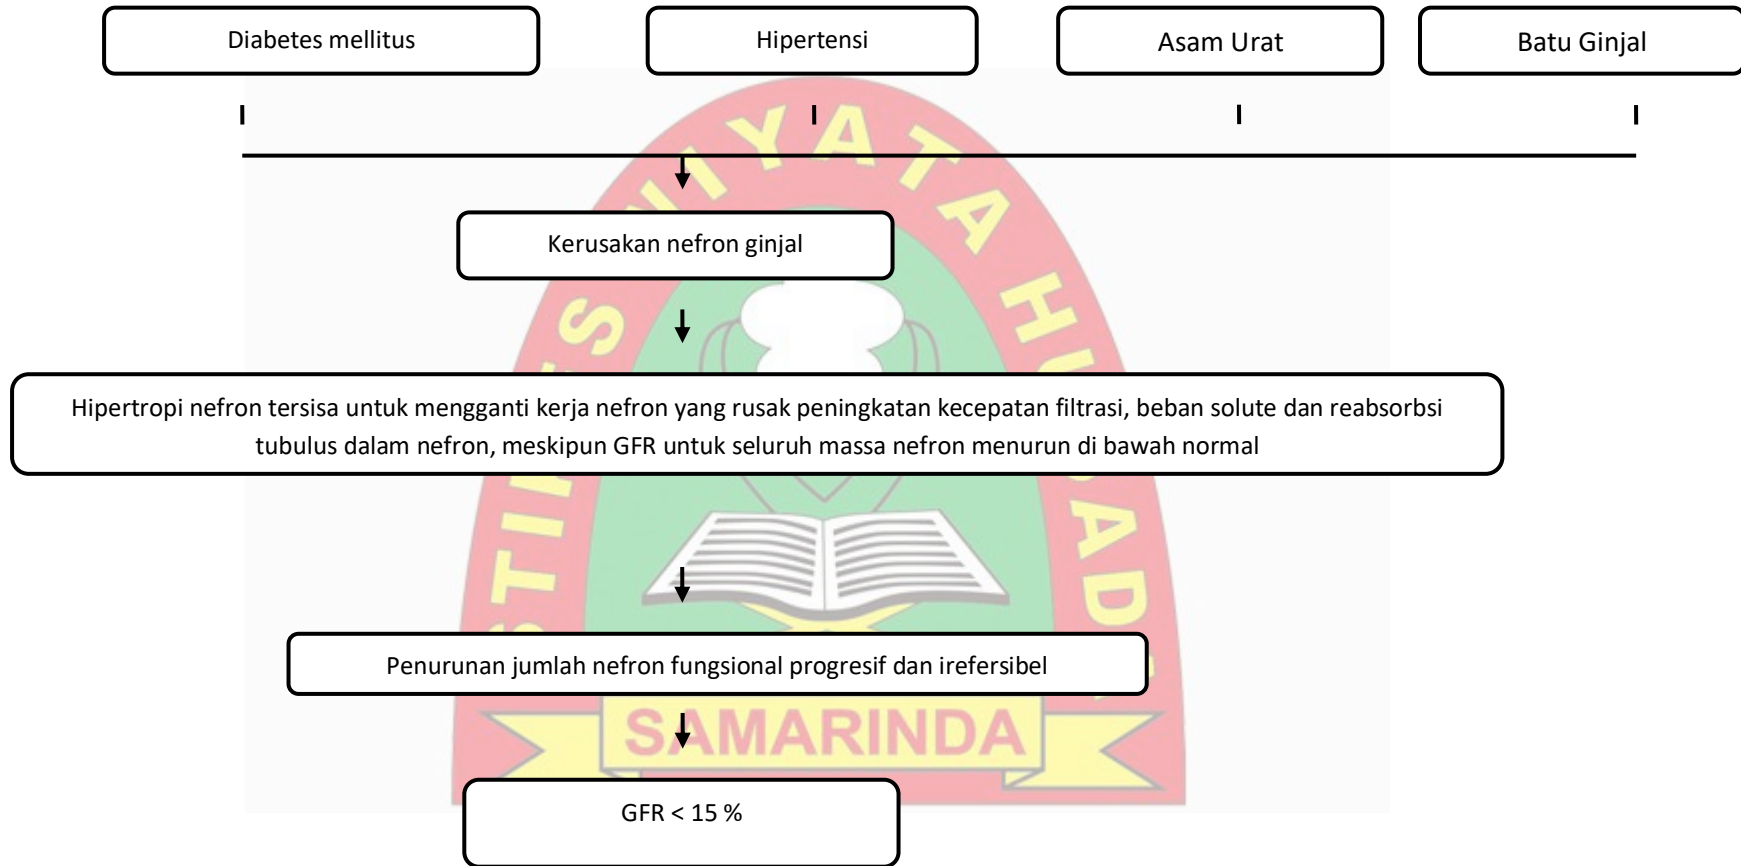 Diabetes mellitus
Hipertensi
Asam Urat
Batu Ginjal
Kerusakan nefron ginjal
Hipertropi nefron tersisa untuk mengganti kerja nefron yang rusak peningkatan kecepatan filtrasi, beban solute dan reabsorbsi
tubulus dalam nefron, meskipun GFR untuk seluruh massa nefron menurun di bawah normal
Penurunan jumlah nefron fungsional progresif dan irefersibel
SAMARINDA
GFR < 15 %